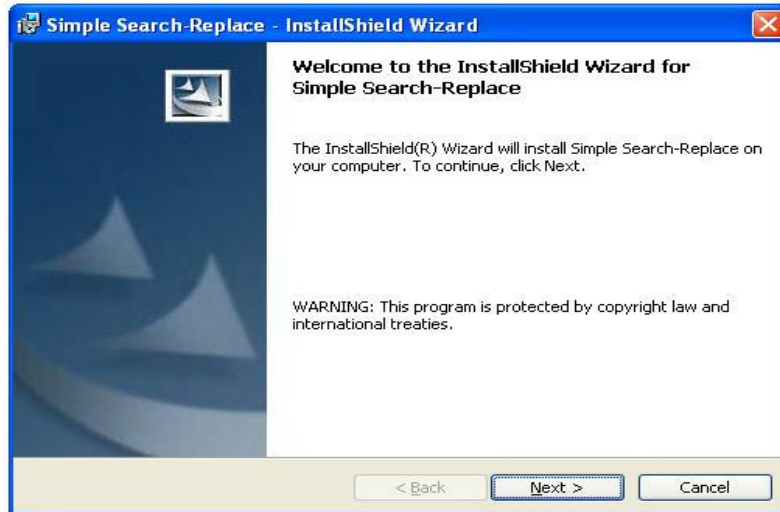 Simple Search-Replace - InstallShield Wizard
Welcome to the InstallShield Wizard for
Simple Search-Replace
The InstallShield(R) Wizard will install Simple Search-Replace on
your computer. To continue, click Next.
WARNING: This program is protected by copyright law and
international treaties.
< Back Next > Cancel